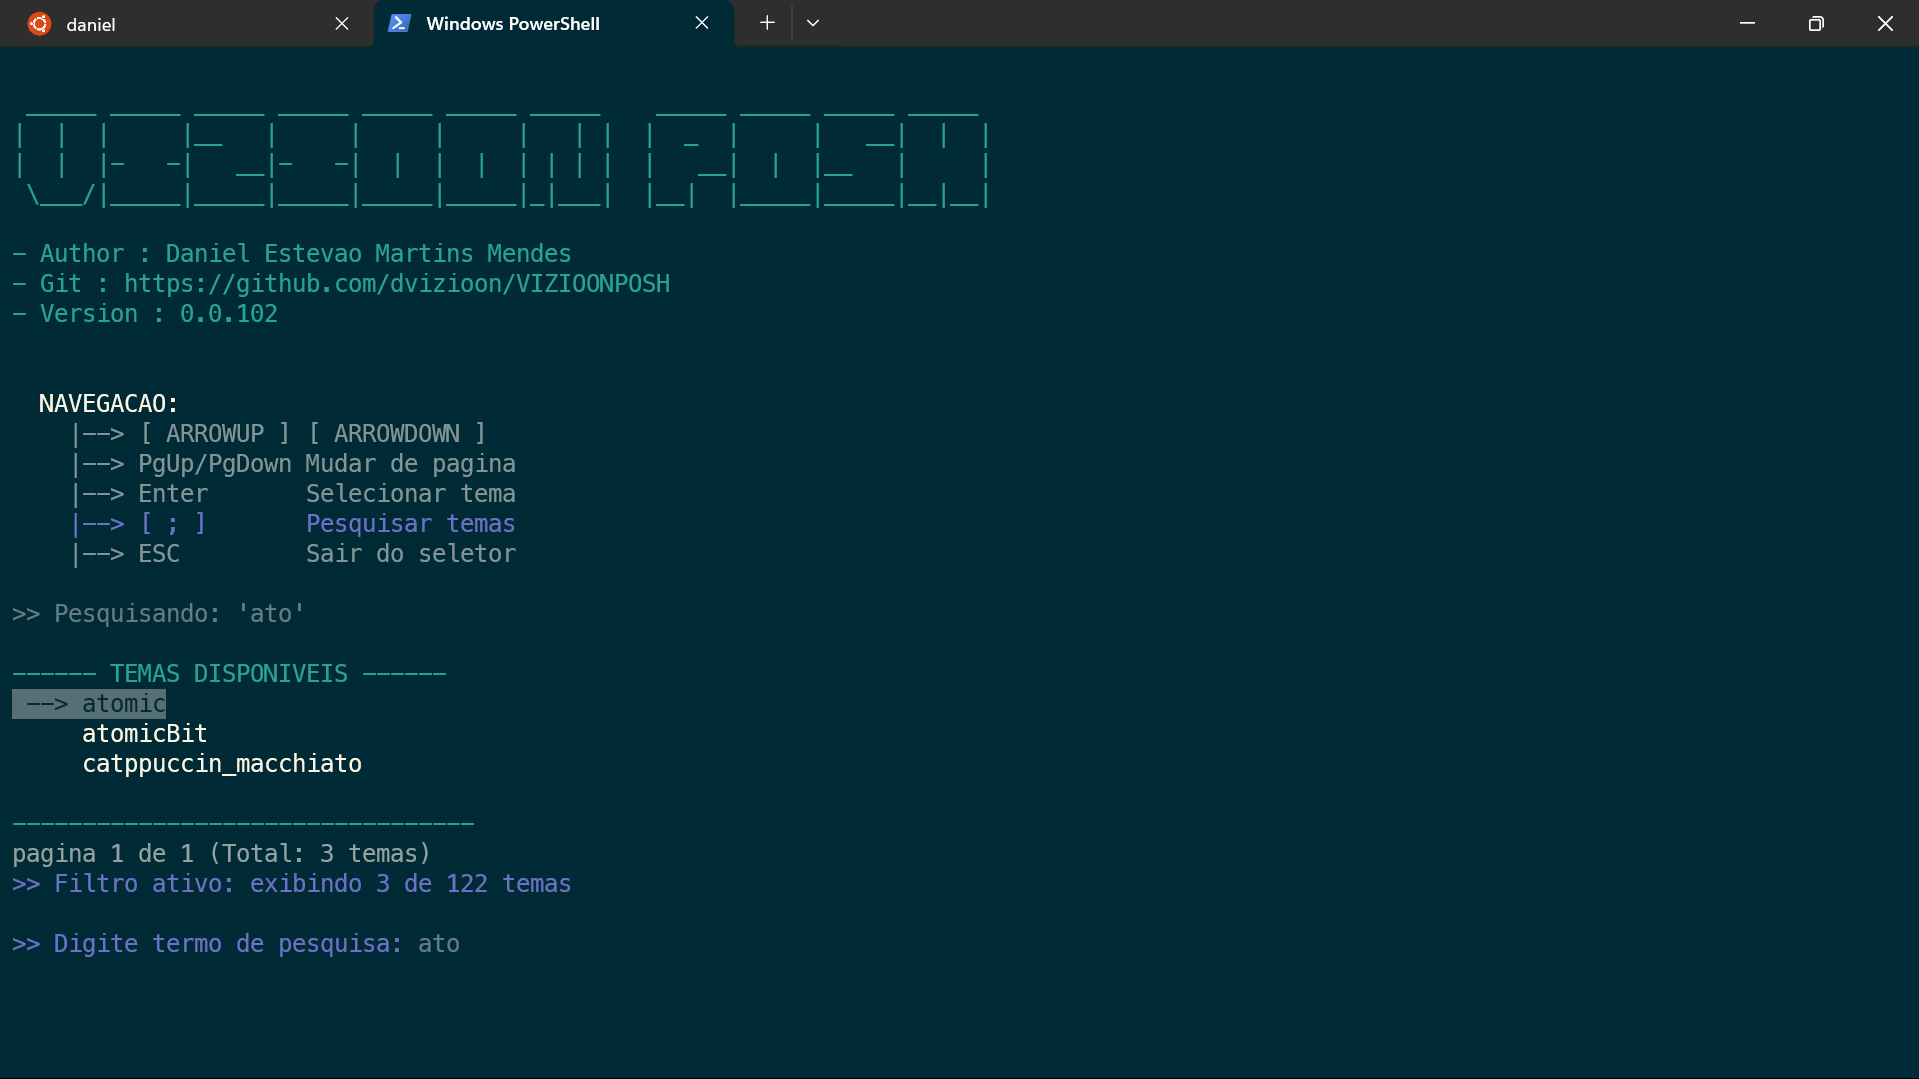 daniel
Windows PowerShell
VIZIOON POSH
- Author : Daniel Estevao Martins Mendes
- Git : https://github.com/dvizioon/VIZIOONPOSH
- Version : 0.0.102
NAVEGACAO:
|--> [ ARROWUP ] [ ARROWDOWN ]
|--> PgUp/PgDown Mudar de pagina
|--> Enter Selecionar tema
|--> [ ; ] Pesquisar temas
|--> ESC Sair do seletor
>> Pesquisando: 'ato'
------ TEMAS DISPONIVEIS ------
--> atomic
atomicBit
catppuccin_macchiato
---------------------------------
pagina 1 de 1 (Total: 3 temas)
>> Filtro ativo: exibindo 3 de 122 temas
>> Digite termo de pesquisa: ato